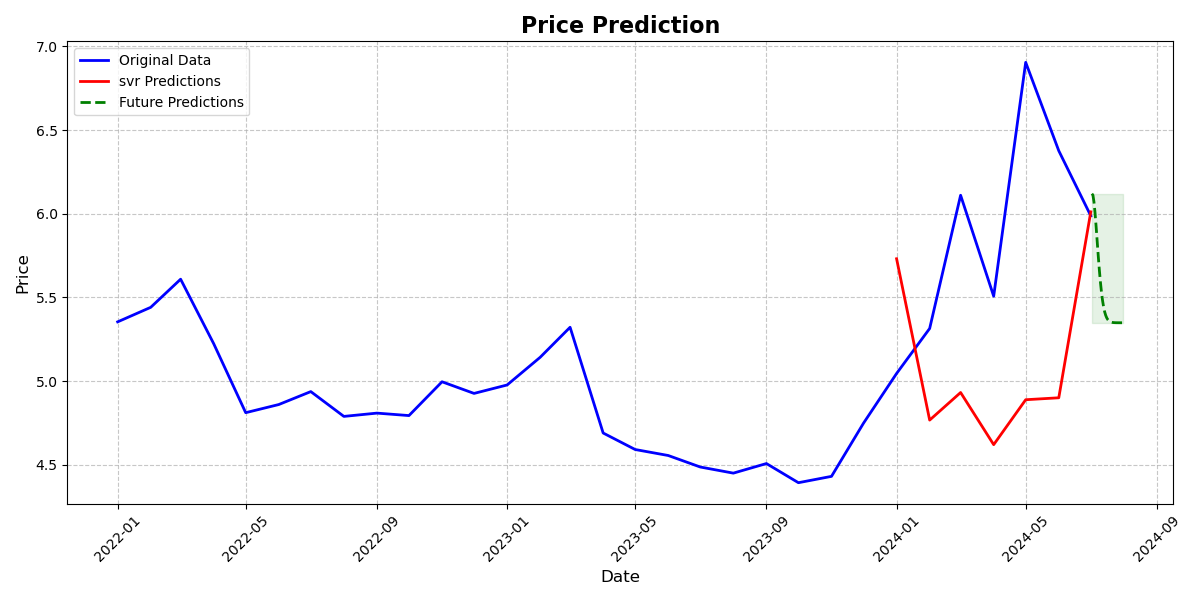 Price Prediction
Original Data
svr Predictions
Future Predictions
Price
7.0
6.5
6.0
5.5
5.0
4.5
2022-01
2022-05
2022-09
2023-01
2023-05
2023-09
2024-01
2024-05
2024-09
Date